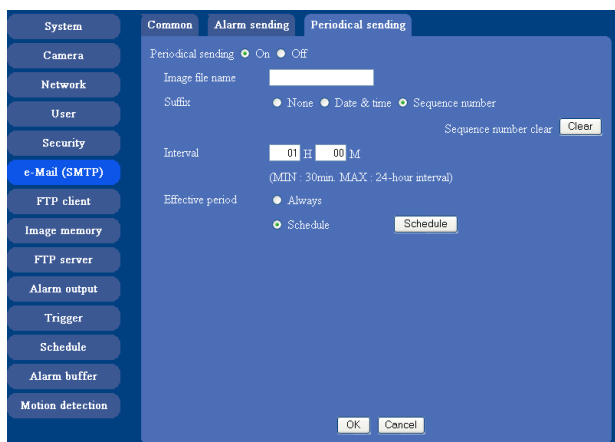 System
Camera
Network
User
Security
e-Mail (SMTP)
FTP client
Image memory
FTP server
Alarm output
Trigger
Schedule
Alarm buffer
Motion detection
Common Alarm sending Periodical sending
Periodical sending On Off
Image file name
Suffix None Date & time Sequence number
Sequence number clear Clear
Interval 01 H 00 M
(MIN : 30min. MAX : 24-hour interval)
Effective period Always
Schedule Schedule
OK Cancel